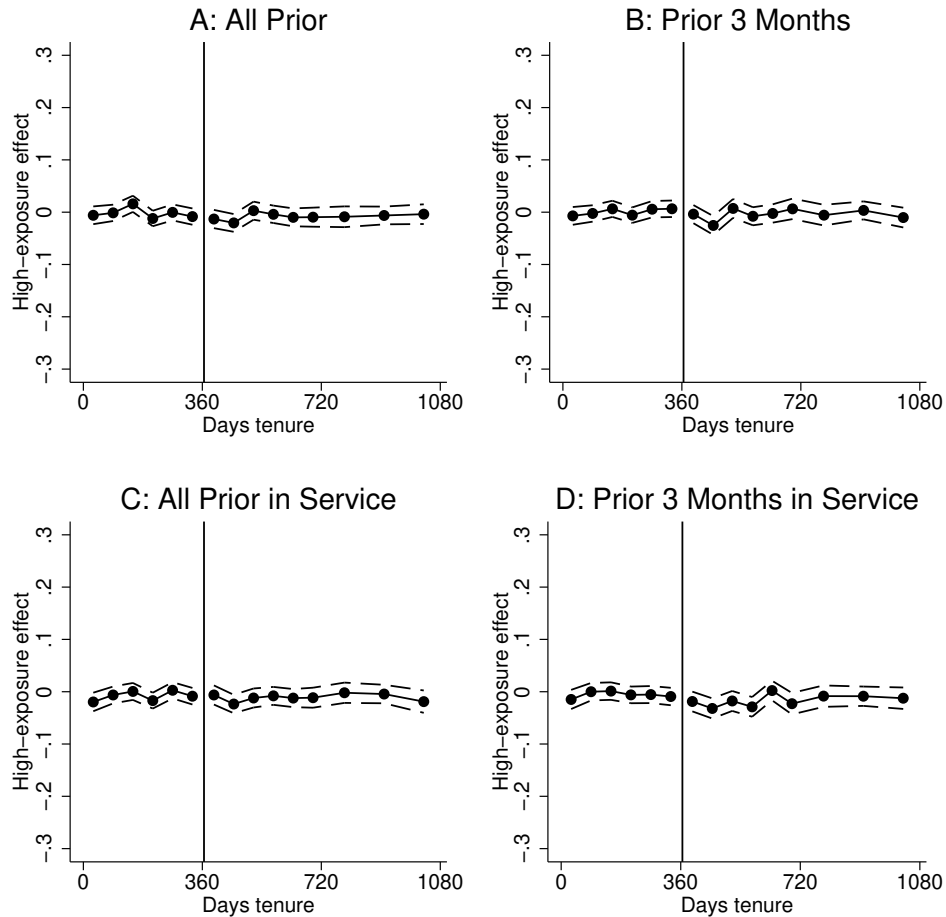 A: All Prior
High−exposure effect
.3
.2
.1
0
−.1
−.2
−.3
0 360 720 1080
Days tenure
B: Prior 3 Months
High−exposure effect
.3
.2
.1
0
−.1
−.2
−.3
0 360 720 1080
Days tenure
C: All Prior in Service
High−exposure effect
.3
.2
.1
0
−.1
−.2
−.3
0 360 720 1080
Days tenure
D: Prior 3 Months in Service
High−exposure effect
.3
.2
.1
0
−.1
−.2
−.3
0 360 720 1080
Days tenure